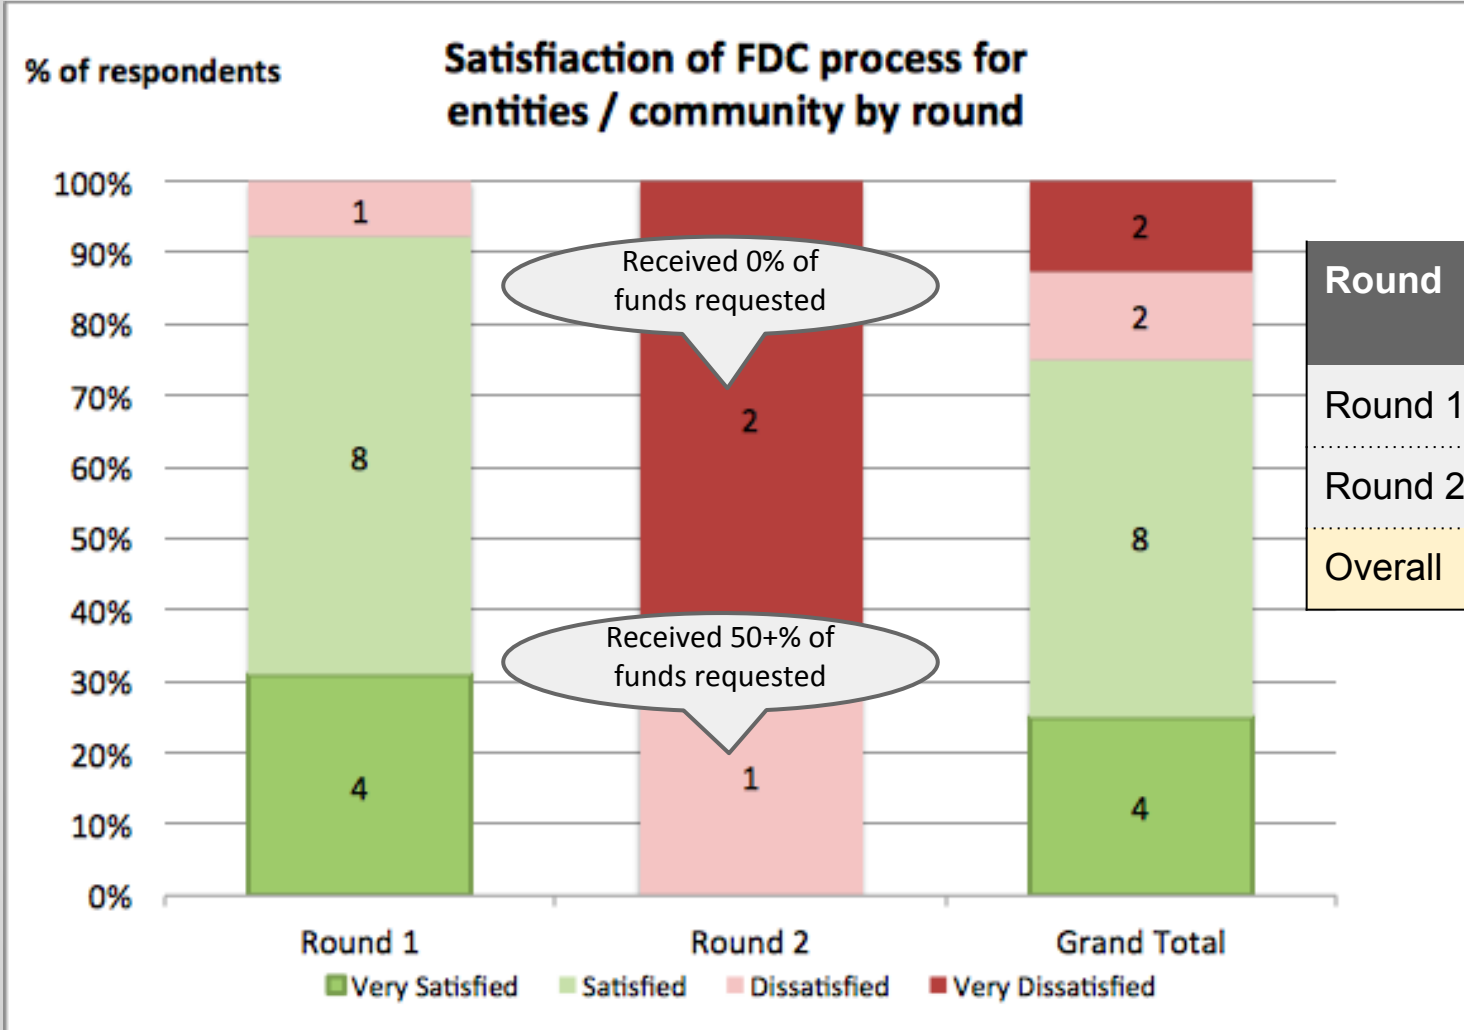 % of respondents
Satisfiaction of FDC process for
entities / community by round
100%
90%
80%
70%
60%
50%
40%
30%
20%
10%
0%
1
8
4
Received 0% of
funds requested
2
Received 50+% of
funds requested
1
2
2
8
4
Round 1
Round 2
Grand Total
Very Satisfied
Satisfied
Dissatisfied
Very Dissatisfied
Round
Round 1
Round 2
Overall